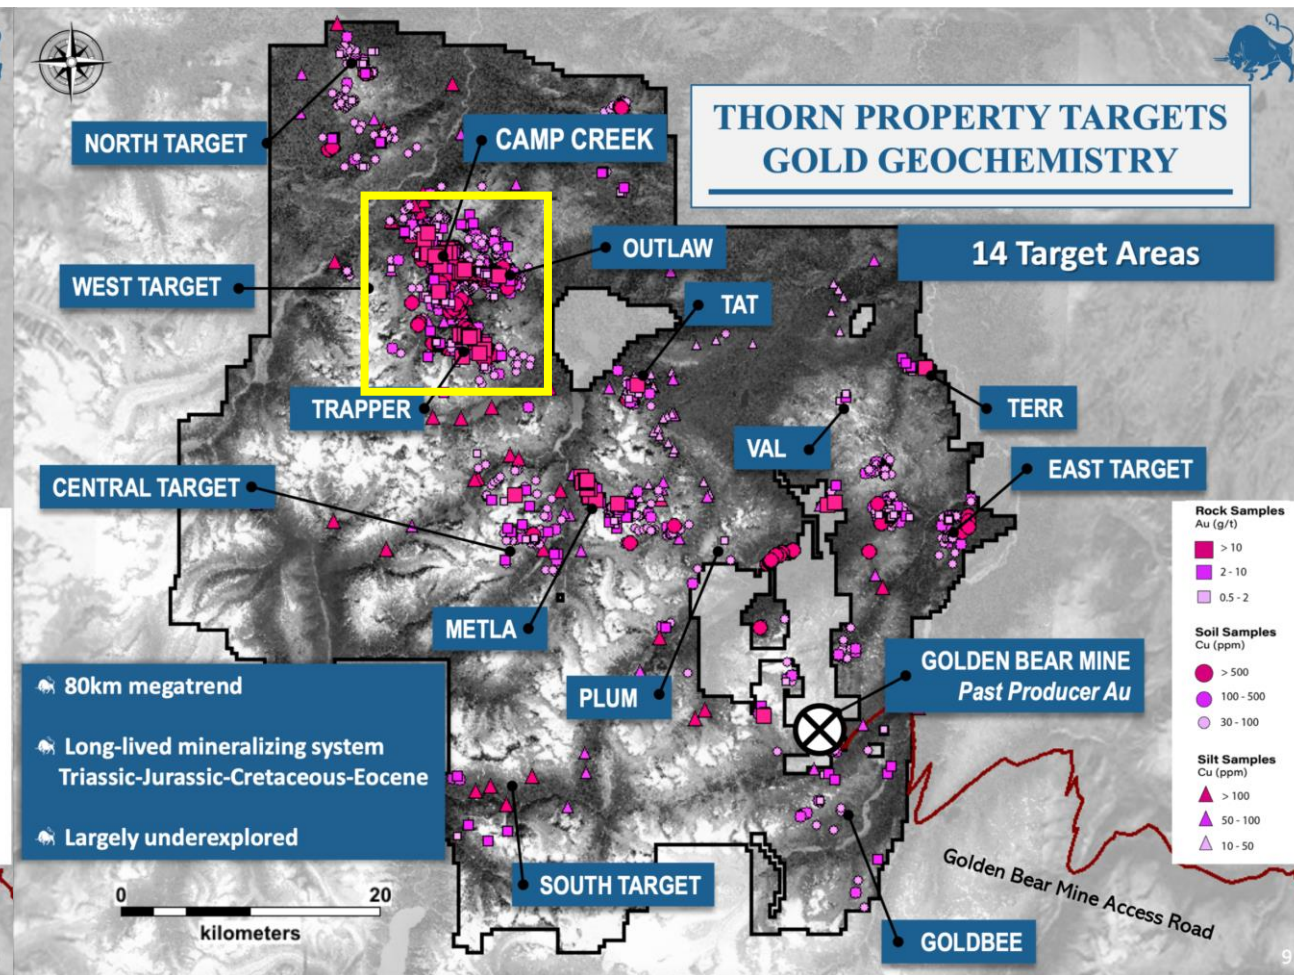 THORN PROPERTY TARGETS
GOLD GEOCHEMISTRY
14 Target Areas
NORTH TARGET
CAMP CREEK
WEST TARGET
OUTLAW
TAT
TRAPPER
TERR
VAL
CENTRAL TARGET
EAST TARGET
METLA
PLUM
GOLDEN BEAR MINE
Past Producer Au
SOUTH TARGET
GOLDBEE
Golden Bear Mine Access Road
80km megatrend
Long-lived mineralizing system
Triassic-Jurassic-Cretaceous-Eocene
Largely underexplored
0 20
kilometers
Rock Samples
Au (g/t)
> 10
2 - 10
0.5 - 2
Soil Samples
Cu (ppm)
> 500
100 - 500
30 - 100
Silt Samples
Cu (ppm)
> 100
50 - 100
10 - 50
9